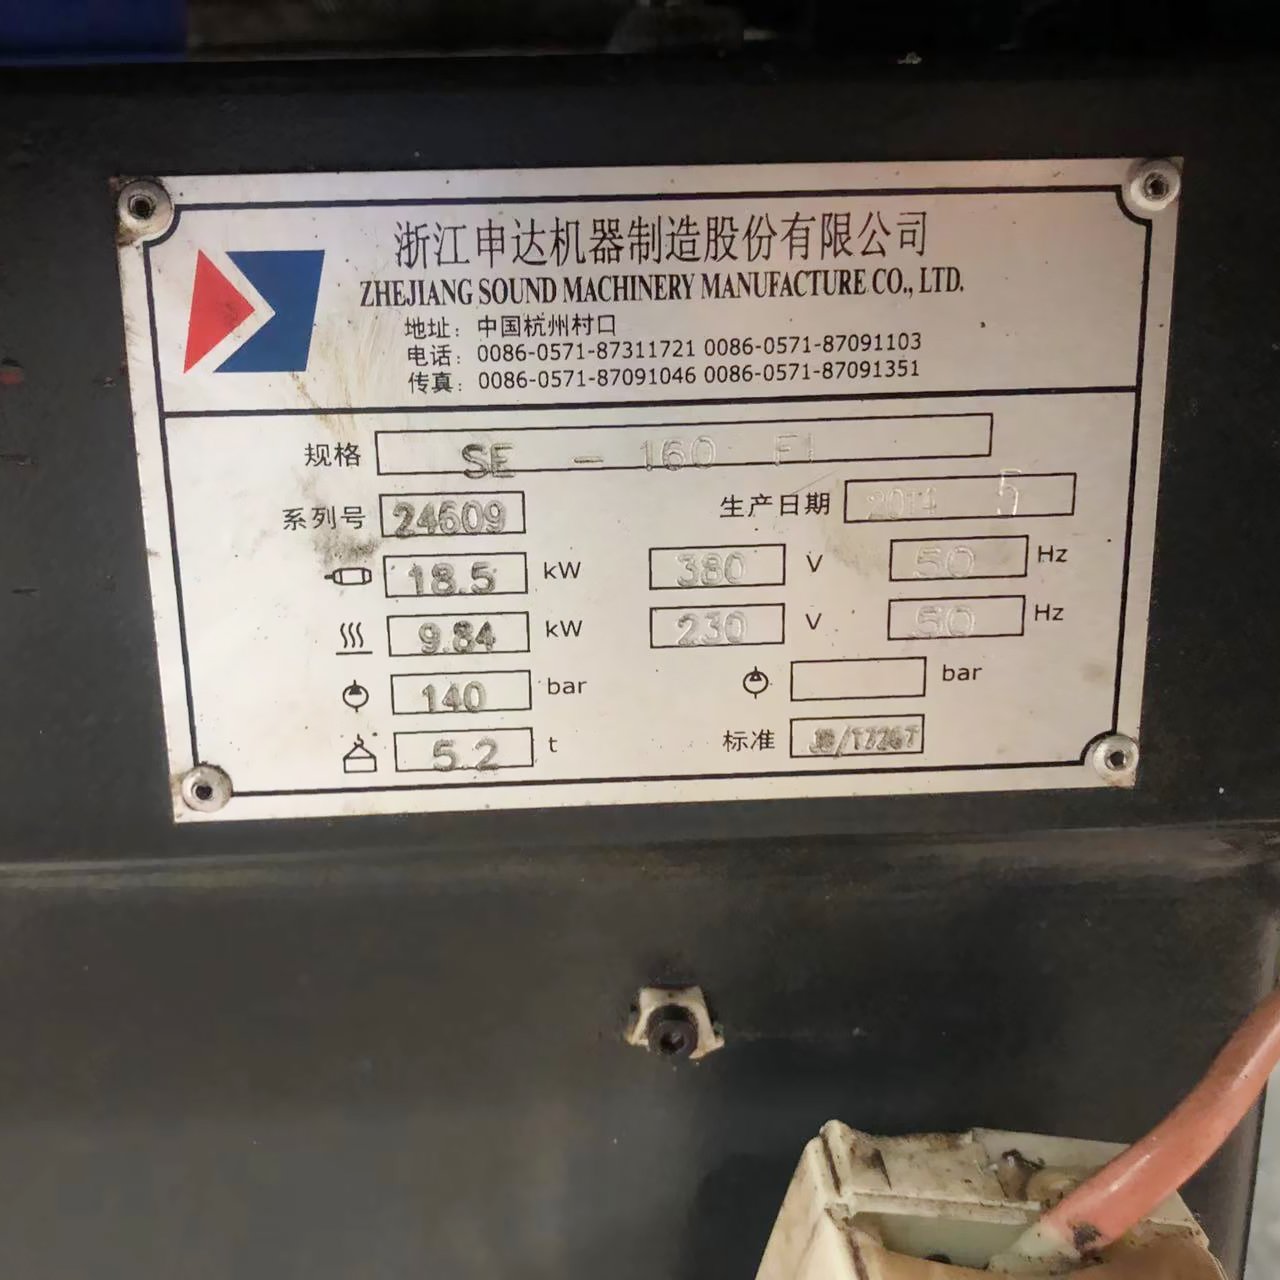 浙江申达机器制造股份有限公司
ZHEJIANG SOUND MACHINERY MANUFACTURE CO., LTD.
地址：中国杭州村口
电话：0086-0571-87311721 0086-0571-87091103
传真：0086-0571-87091046 0086-0571-87091351
规格 SE - 160 F1
系列号 24609 生产日期 2014 5
18.5 kW 380 V 50 Hz
9.84 kW 230 V 50 Hz
140 bar bar
5.2 t 标准 JB/T7267